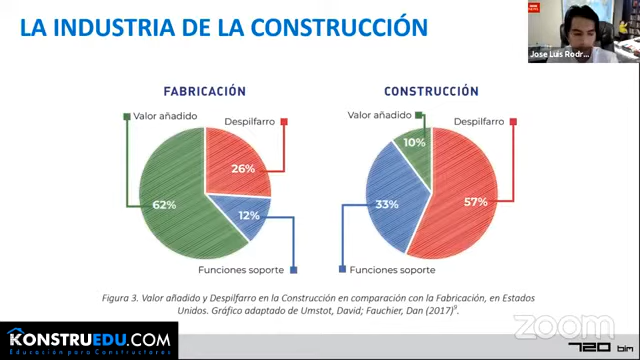 LA INDUSTRIA DE LA CONSTRUCCIÓN
Jose Luis Rodr...
FABRICACIÓN
Valor añadido
Despilfarro
26%
62%
12%
Funciones soporte
CONSTRUCCIÓN
Valor añadido
Despilfarro
10%
33%
57%
Funciones soporte
Figura 3. Valor añadido y Despilfarro en la Construcción en comparación con la Fabricación, en Estados
Unidos. Gráfico adaptado de Umstot, David; Fauchier, Dan (2017)⁹.
KONSTRUEDU.COM
Educación para Constructores
zoom
720 bim